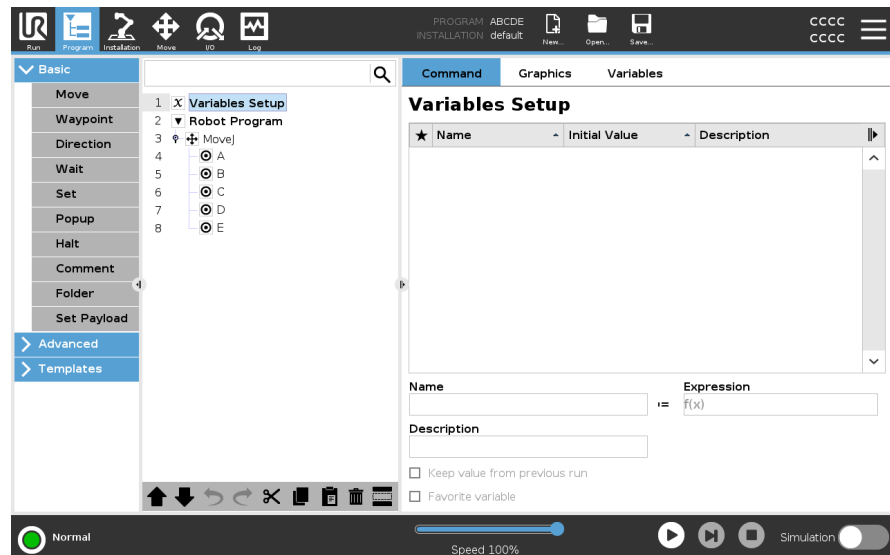 UR
PROGRAM ABCDE
INSTALLATION default
CCCC
CCCC
Run Program Installation Move I/O Log New... Open... Save...
Basic
Move
Waypoint
Direction
Wait
Set
Popup
Halt
Comment
Folder
Set Payload
Advanced
Templates
1 X Variables Setup
2 Robot Program
3 MoveJ
4 A
5 B
6 C
7 D
8 E
Command Graphics Variables
Variables Setup
Name Initial Value Description
Name Expression
:= f(x)
Description
Keep value from previous run
Favorite variable
Normal
Speed 100%
Simulation